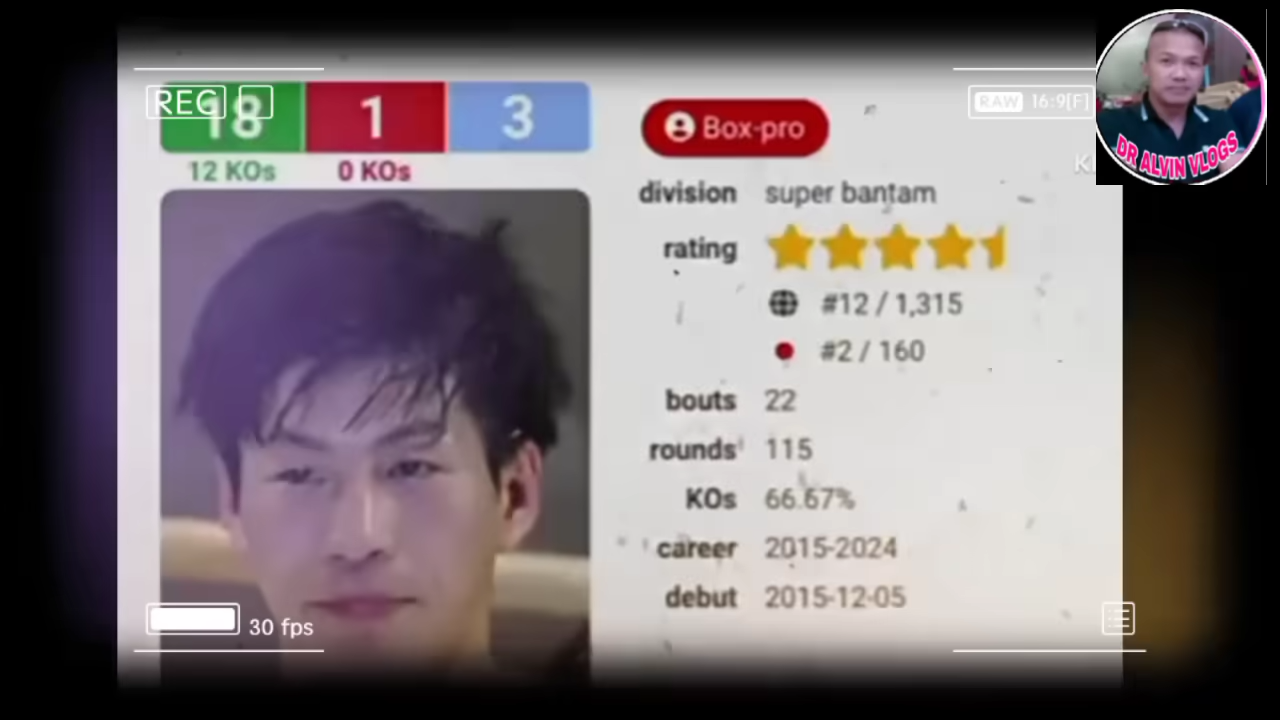 REC
18 1 3
12 KOs 0 KOs
Box-pro
RAW 16:9[F]
DR ALVIN VLOGS
division super bantam
rating
#12 / 1,315
#2 / 160
bouts 22
rounds 115
KOs 66.67%
career 2015-2024
debut 2015-12-05
30 fps